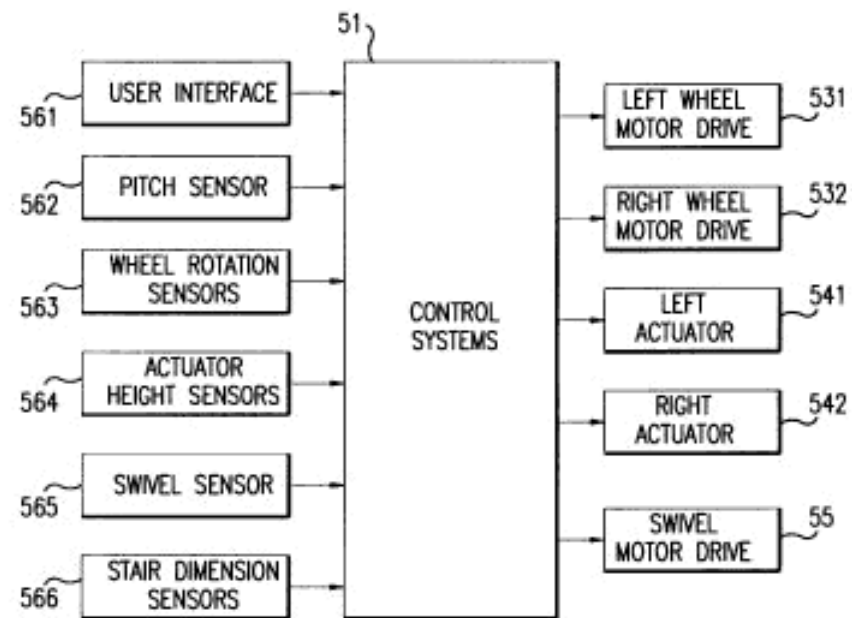 51
USER INTERFACE
561
PITCH SENSOR
562
WHEEL ROTATION
SENSORS
563
ACTUATOR
HEIGHT SENSORS
564
SWIVEL SENSOR
565
STAIR DIMENSION
SENSORS
566
CONTROL
SYSTEMS
LEFT WHEEL
MOTOR DRIVE
531
RIGHT WHEEL
MOTOR DRIVE
532
LEFT
ACTUATOR
541
RIGHT
ACTUATOR
542
SWIVEL
MOTOR DRIVE
55